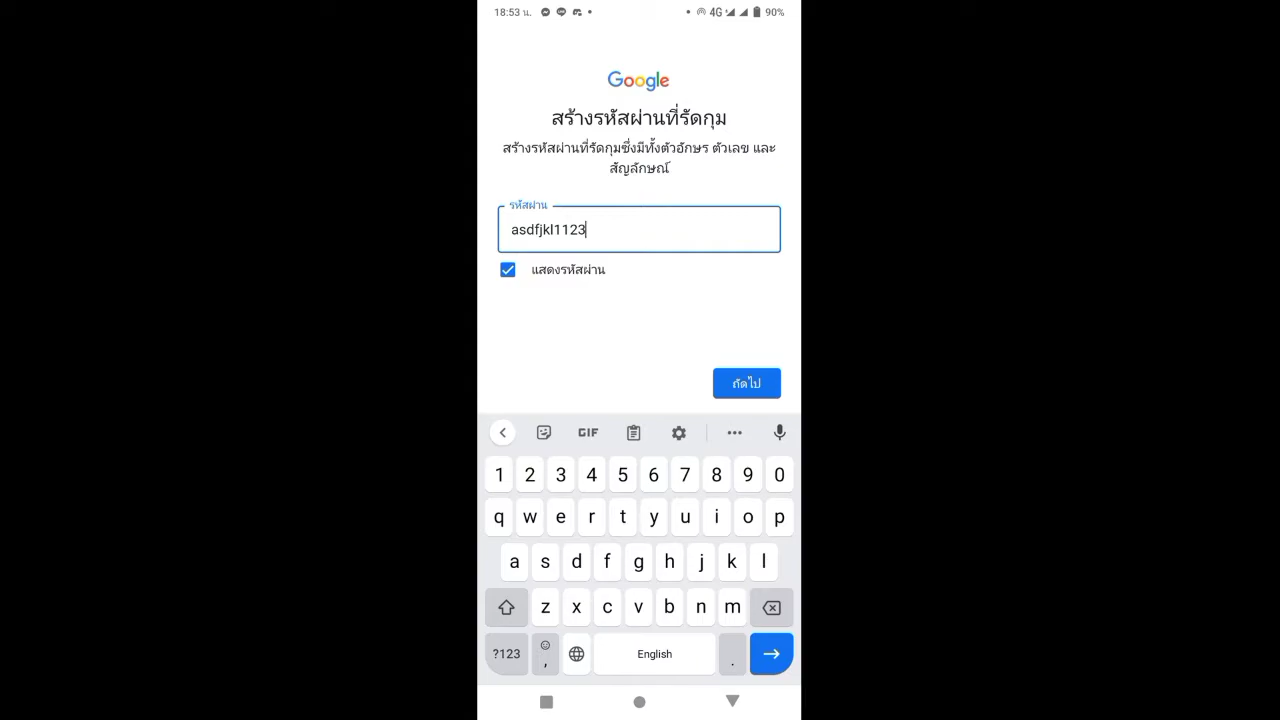 18:53 น. 4G 90%
Google
สร้างรหัสผ่านที่รัดกุม
สร้างรหัสผ่านที่รัดกุมซึ่งมีทั้งตัวอักษร ตัวเลข และ
สัญลักษณ์
รหัสผ่าน
asdfjkl1123
แสดงรหัสผ่าน
ถัดไป
GIF
1 2 3 4 5 6 7 8 9 0
q w e r t y u i o p
a s d f g h j k l
z x c v b n m
?123 , English .